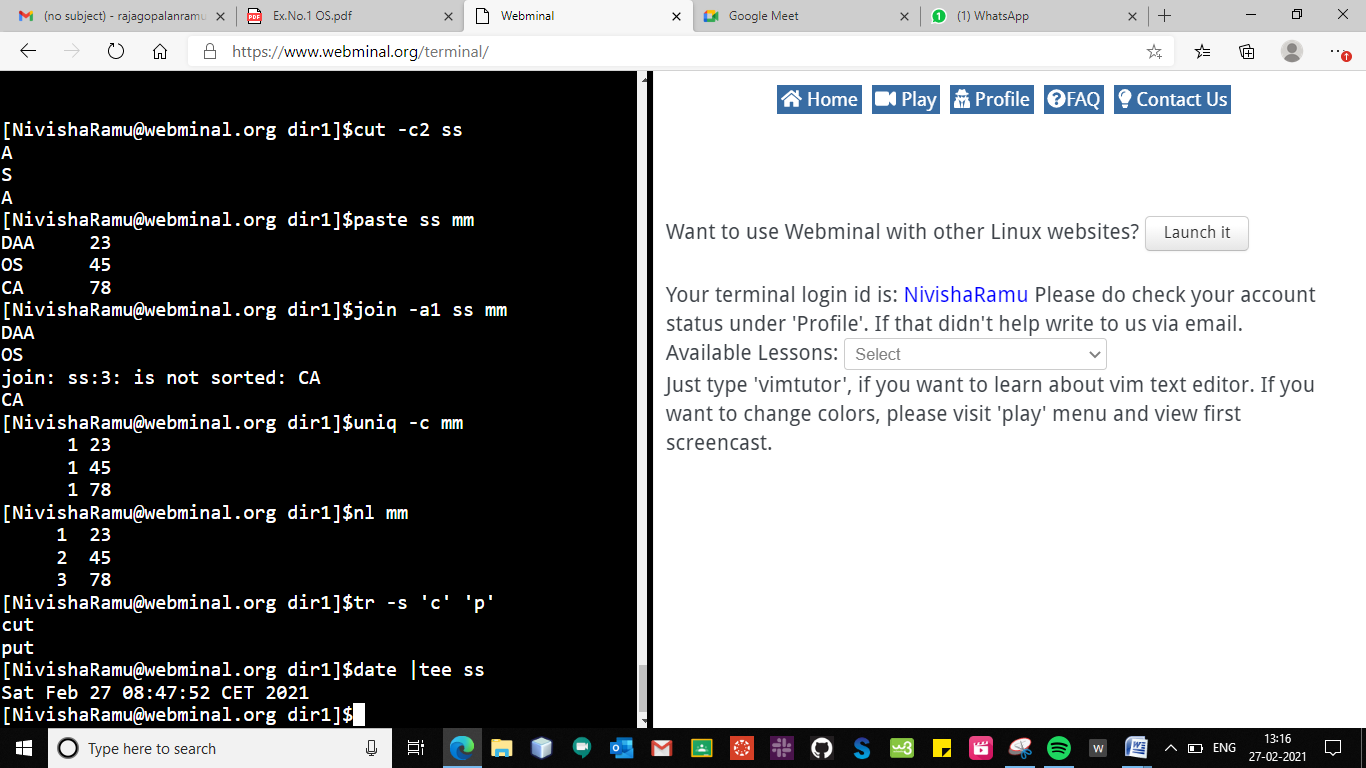 (no subject) - rajagopalanramu
Ex.No.1 OS.pdf
Webminal
Google Meet
(1) WhatsApp
https://www.webminal.org/terminal/
[NivishaRamu@webminal.org dir1]$cut -c2 ss
A
S
A
[NivishaRamu@webminal.org dir1]$paste ss mm
DAA     23
OS      45
CA      78
[NivishaRamu@webminal.org dir1]$join -a1 ss mm
DAA
OS
join: ss:3: is not sorted: CA
CA
[NivishaRamu@webminal.org dir1]$uniq -c mm
      1 23
      1 45
      1 78
[NivishaRamu@webminal.org dir1]$nl mm
     1  23
     2  45
     3  78
[NivishaRamu@webminal.org dir1]$tr -s 'c' 'p'
cut
put
[NivishaRamu@webminal.org dir1]$date |tee ss
Sat Feb 27 08:47:52 CET 2021
[NivishaRamu@webminal.org dir1]$
Home Play Profile FAQ Contact Us
Want to use Webminal with other Linux websites? Launch it
Your terminal login id is: NivishaRamu Please do check your account
status under 'Profile'. If that didn't help write to us via email.
Available Lessons: Select
Just type 'vimtutor', if you want to learn about vim text editor. If you
want to change colors, please visit 'play' menu and view first
screencast.
Type here to search
ENG
13:16
27-02-2021